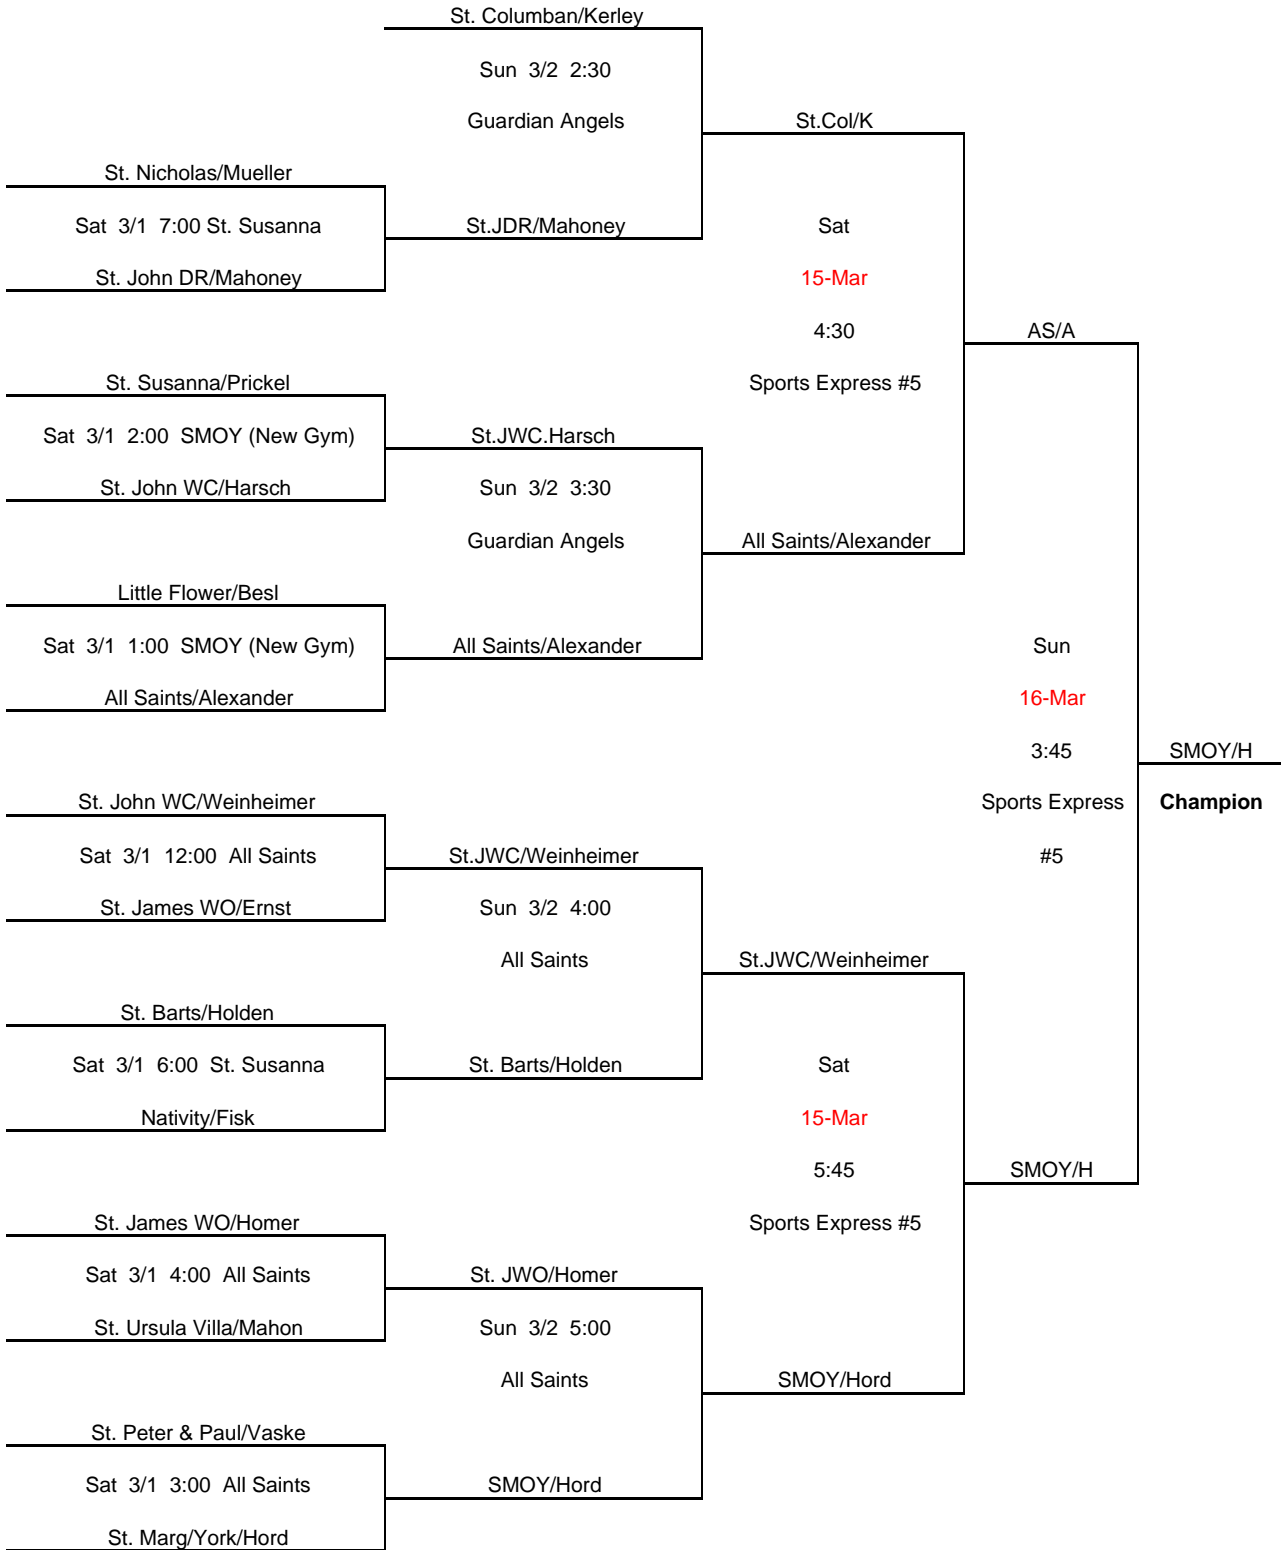 St. Columban/Kerley
Sun 3/2 2:30
Guardian Angels
St.Col/K
St. Nicholas/Mueller
Sat 3/1 7:00 St. Susanna
St.JDR/Mahoney
Sat
St. John DR/Mahoney
15-Mar
4:30
AS/A
St. Susanna/Prickel
Sports Express #5
Sat 3/1 2:00 SMOY (New Gym)
St.JWC.Harsch
St. John WC/Harsch
Sun 3/2 3:30
Guardian Angels
All Saints/Alexander
Little Flower/Besl
Sat 3/1 1:00 SMOY (New Gym)
All Saints/Alexander
Sun
All Saints/Alexander
16-Mar
3:45
SMOY/H
St. John WC/Weinheimer
Sports Express
Champion
Sat 3/1 12:00 All Saints
St.JWC/Weinheimer
#5
St. James WO/Ernst
Sun 3/2 4:00
All Saints
St.JWC/Weinheimer
St. Barts/Holden
Sat 3/1 6:00 St. Susanna
St. Barts/Holden
Sat
Nativity/Fisk
15-Mar
5:45
SMOY/H
St. James WO/Homer
Sports Express #5
Sat 3/1 4:00 All Saints
St. JWO/Homer
St. Ursula Villa/Mahon
Sun 3/2 5:00
All Saints
SMOY/Hord
St. Peter & Paul/Vaske
Sat 3/1 3:00 All Saints
SMOY/Hord
St. Marg/York/Hord